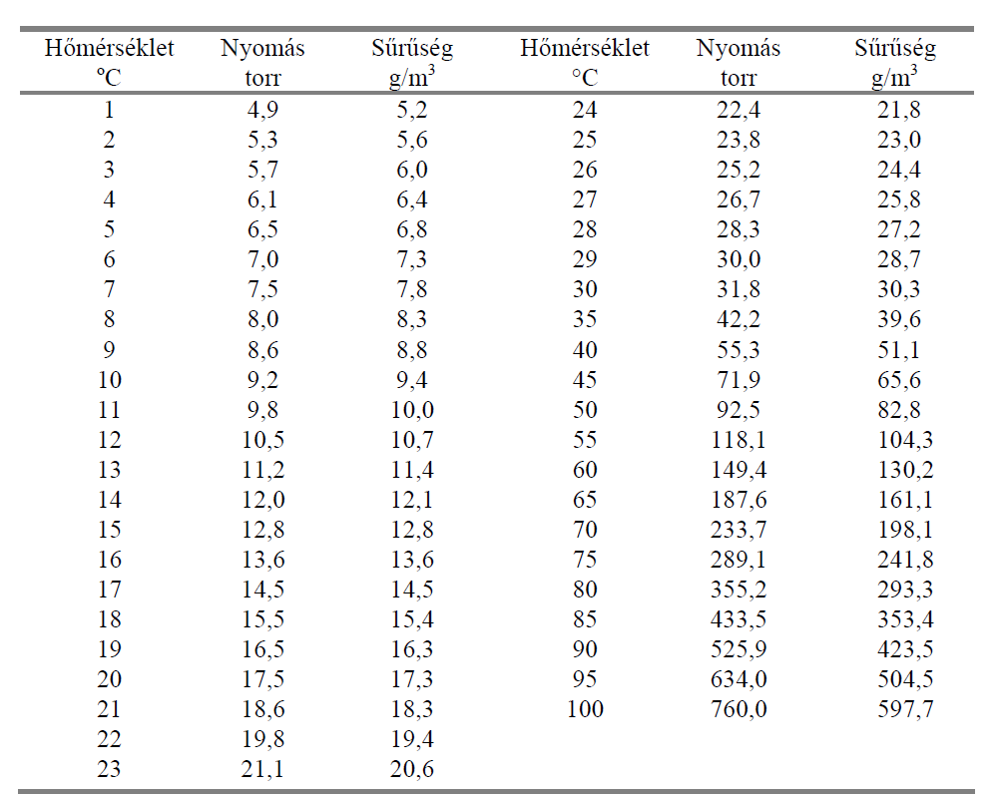 Hőmérséklet Nyomás Sűrűség Hőmérséklet Nyomás Sűrűség
ºC torr g/m³ °C torr g/m³
1 4,9 5,2 24 22,4 21,8
2 5,3 5,6 25 23,8 23,0
3 5,7 6,0 26 25,2 24,4
4 6,1 6,4 27 26,7 25,8
5 6,5 6,8 28 28,3 27,2
6 7,0 7,3 29 30,0 28,7
7 7,5 7,8 30 31,8 30,3
8 8,0 8,3 35 42,2 39,6
9 8,6 8,8 40 55,3 51,1
10 9,2 9,4 45 71,9 65,6
11 9,8 10,0 50 92,5 82,8
12 10,5 10,7 55 118,1 104,3
13 11,2 11,4 60 149,4 130,2
14 12,0 12,1 65 187,6 161,1
15 12,8 12,8 70 233,7 198,1
16 13,6 13,6 75 289,1 241,8
17 14,5 14,5 80 355,2 293,3
18 15,5 15,4 85 433,5 353,4
19 16,5 16,3 90 525,9 423,5
20 17,5 17,3 95 634,0 504,5
21 18,6 18,3 100 760,0 597,7
22 19,8 19,4
23 21,1 20,6